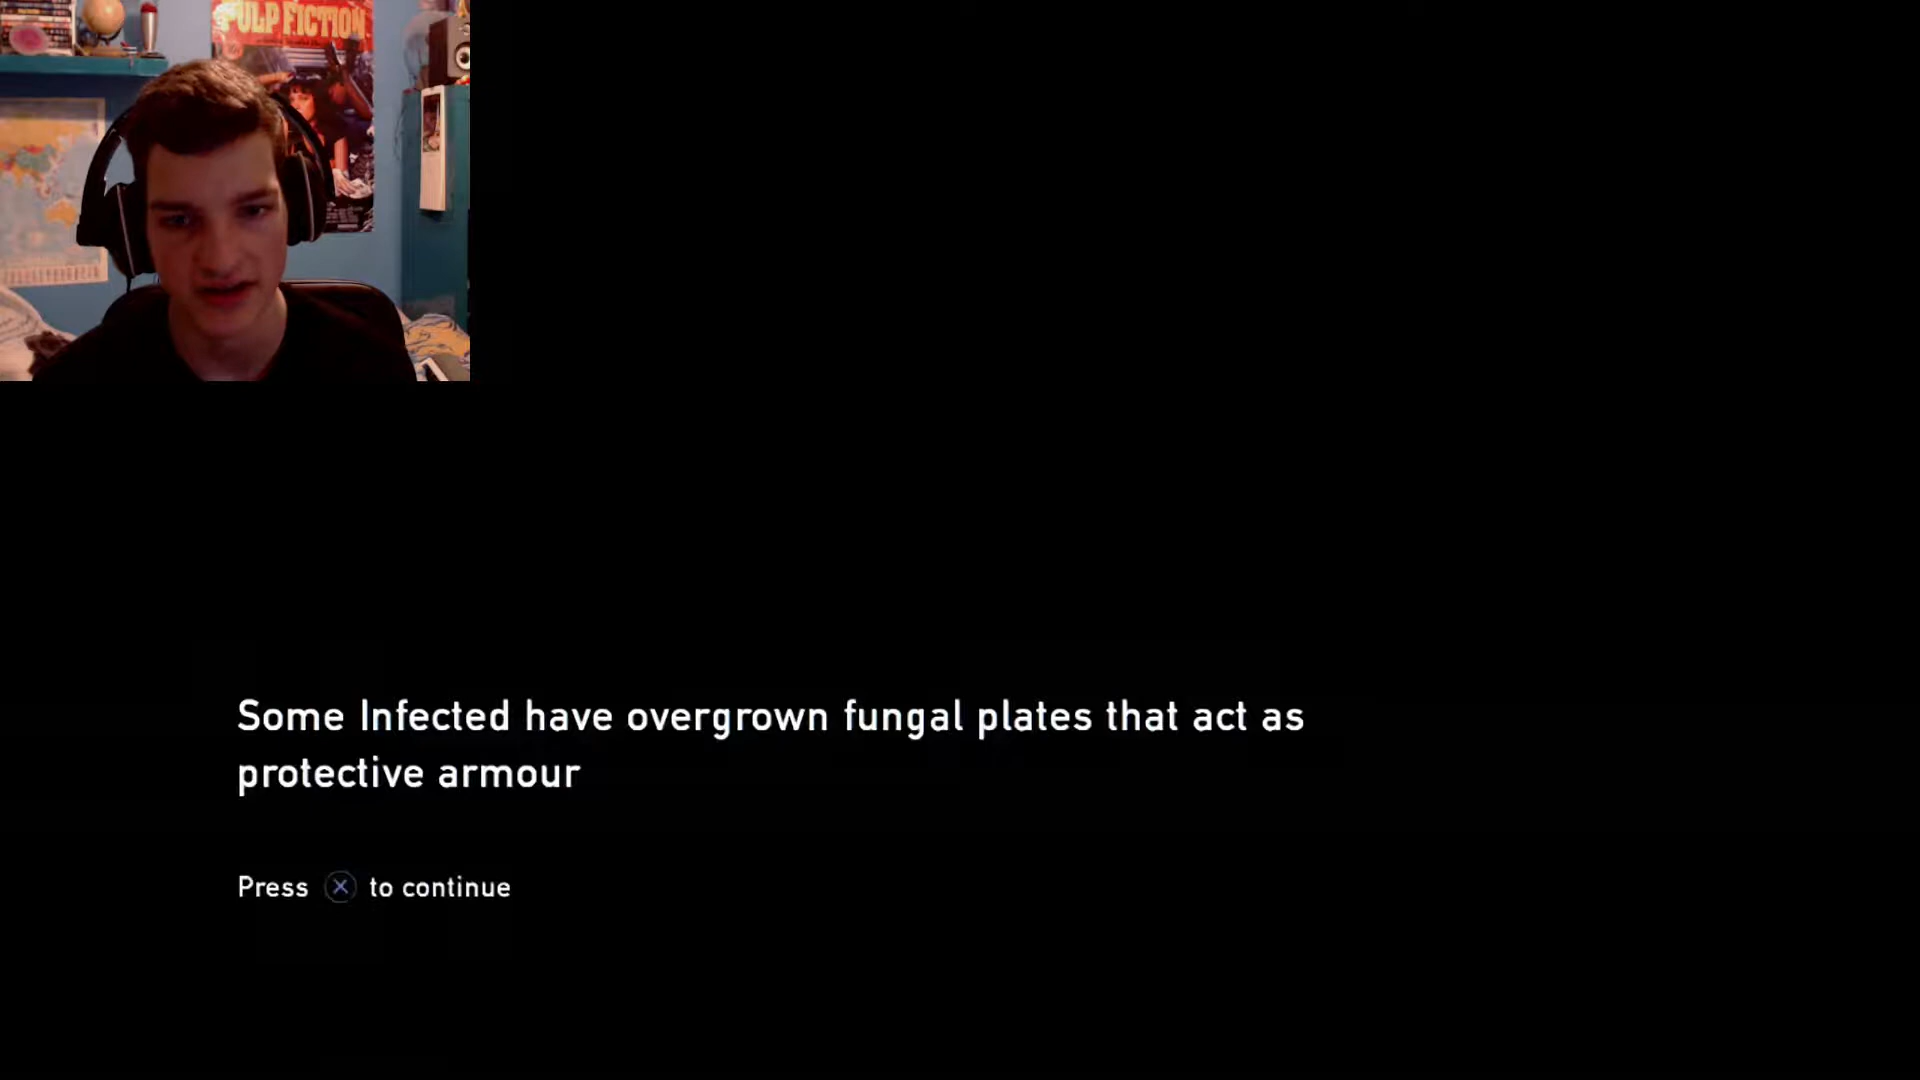 PULP FICTION
Some Infected have overgrown fungal plates that act as
protective armour
Press X to continue